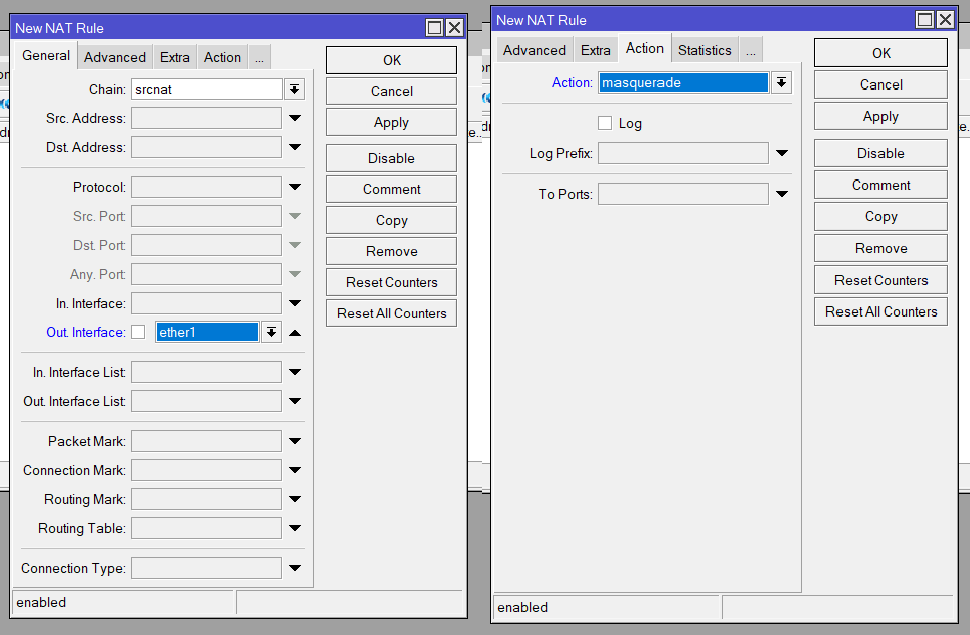 New NAT Rule
General Advanced Extra Action ...
Chain: srcnat
Src. Address:
Dst. Address:
Protocol:
Src. Port:
Dst. Port:
Any. Port:
In. Interface:
Out. Interface: ether1
In. Interface List:
Out. Interface List:
Packet Mark:
Connection Mark:
Routing Mark:
Routing Table:
Connection Type:
OK
Cancel
Apply
Disable
Comment
Copy
Remove
Reset Counters
Reset All Counters
enabled
New NAT Rule
Advanced Extra Action Statistics ...
Action: masquerade
Log
Log Prefix:
To Ports:
OK
Cancel
Apply
Disable
Comment
Copy
Remove
Reset Counters
Reset All Counters
enabled